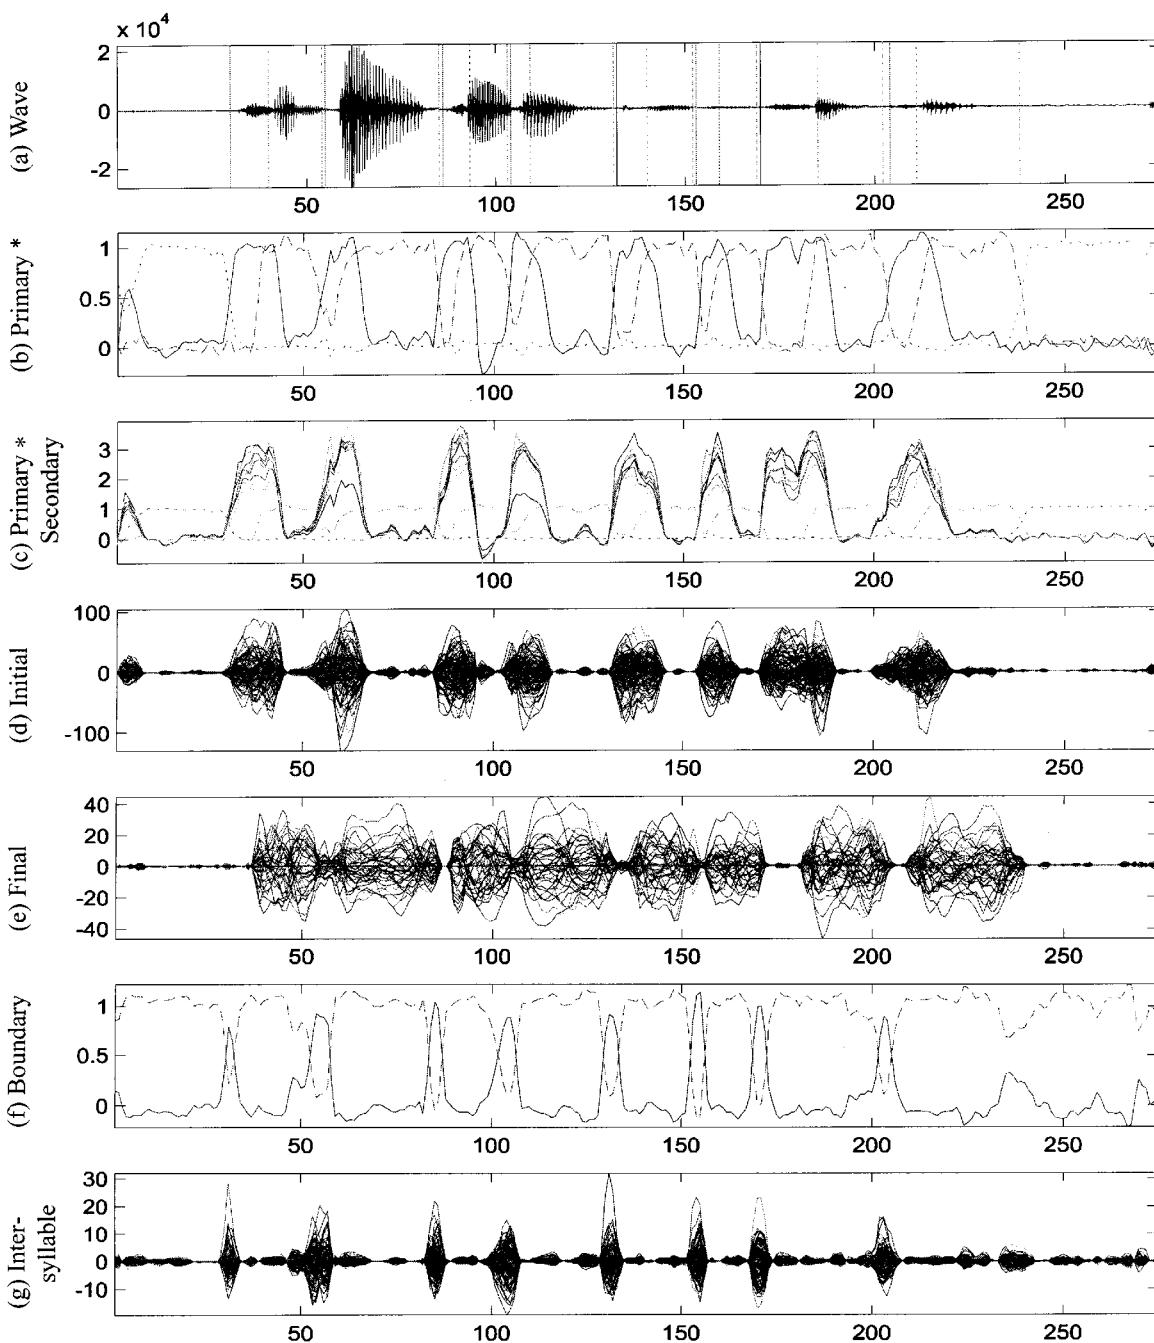 x 10^4
(a) Wave
2
0
-2
50 100 150 200 250
(b) Primary *
1
0.5
0
50 100 150 200 250
(c) Primary *
Secondary
3
2
1
0
50 100 150 200 250
(d) Initial
100
0
-100
50 100 150 200 250
(e) Final
40
20
0
-20
-40
50 100 150 200 250
(f) Boundary
1
0.5
0
50 100 150 200 250
(g) Inter-
syllable
30
20
10
0
-10
50 100 150 200 250